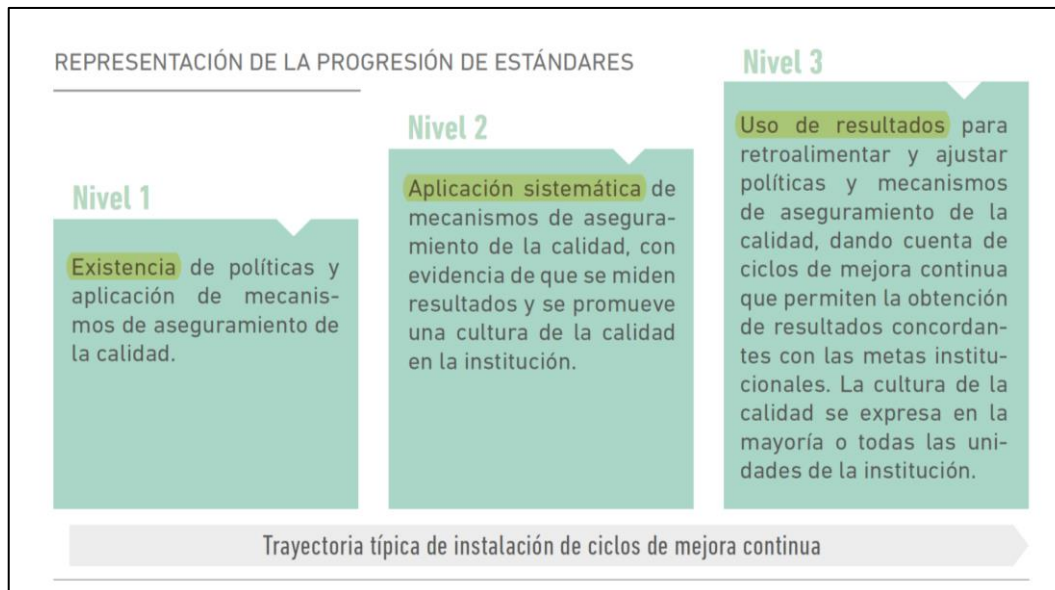 REPRESENTACIÓN DE LA PROGRESIÓN DE ESTÁNDARES
Nivel 1
Existencia de políticas y
aplicación de mecanis-
mos de aseguramiento de
la calidad.
Nivel 2
Aplicación sistemática de
mecanismos de asegura-
miento de la calidad, con
evidencia de que se miden
resultados y se promueve
una cultura de la calidad
en la institución.
Nivel 3
Uso de resultados para
retroalimentar y ajustar
políticas y mecanismos
de aseguramiento de la
calidad, dando cuenta de
ciclos de mejora continua
que permiten la obtención
de resultados concordan-
tes con las metas institu-
cionales. La cultura de la
calidad se expresa en la
mayoría o todas las uni-
dades de la institución.
Trayectoria típica de instalación de ciclos de mejora continua